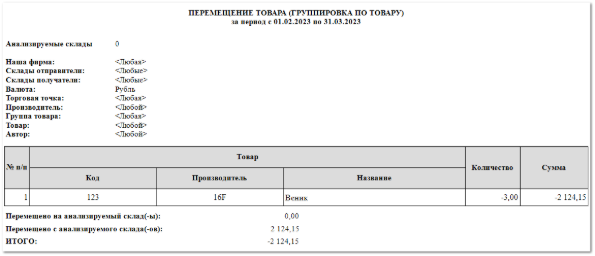 ПЕРЕМЕЩЕНИЕ ТОВАРА (ГРУППИРОВКА ПО ТОВАРУ)
за период с 01.02.2023 по 31.03.2023
Анализируемые склады 0
Наша фирма: <Любая>
Склады отправители: <Любые>
Склады получатели: <Любые>
Валюта: Рубль
Торговая точка: <Любая>
Производитель: <Любой>
Группа товара: <Любая>
Товар: <Любой>
Автор: <Любой>
№ п/п Товар Количество Сумма
Код Производитель Название
1 123 16F Веник -3,00 -2 124,15
Перемещено на анализируемый склад(-ы): 0,00
Перемещено с анализируемого склада(-ов): 2 124,15
ИТОГО: -2 124,15